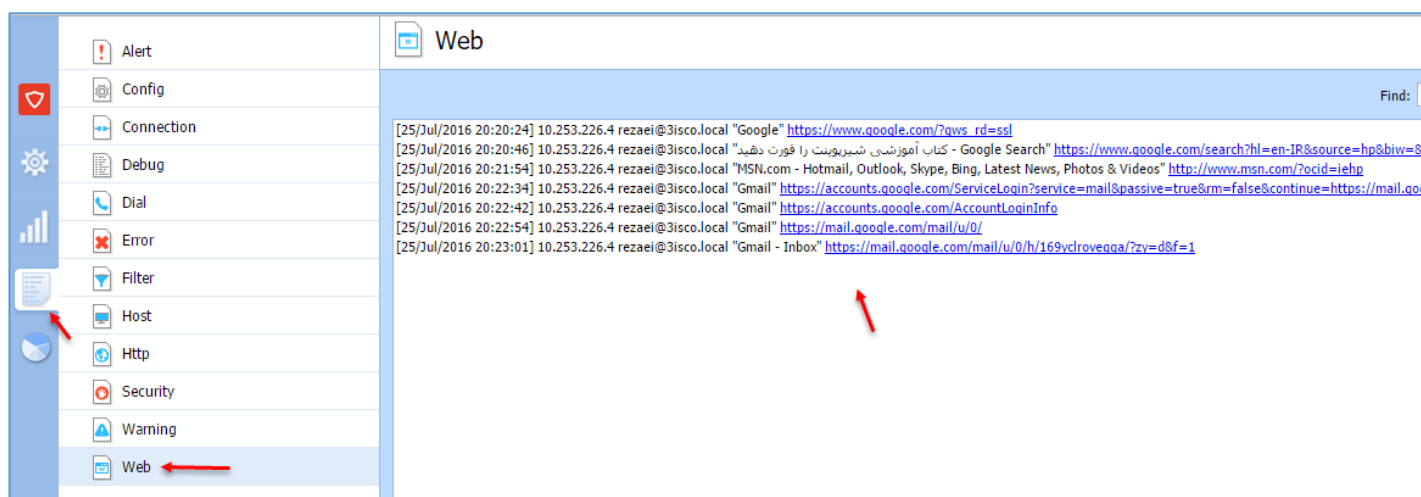 Web
Alert
Config
Find:
Connection
Debug
Dial
Error
Filter
Host
Http
Security
Warning
Web
[25/Jul/2016 20:20:24] 10.253.226.4 rezaei@3isco.local "Google" https://www.google.com/?gws_rd=ssl
[25/Jul/2016 20:20:46] 10.253.226.4 rezaei@3isco.local "کتاب آموزشی شیرپوینت را قورت دهید - Google Search" https://www.google.com/search?hl=en-IR&source=hp&biw=&
[25/Jul/2016 20:21:54] 10.253.226.4 rezaei@3isco.local "MSN.com - Hotmail, Outlook, Skype, Bing, Latest News, Photos & Videos" http://www.msn.com/?ocid=iehp
[25/Jul/2016 20:22:34] 10.253.226.4 rezaei@3isco.local "Gmail" https://accounts.google.com/ServiceLogin?service=mail&passive=true&rm=false&continue=https://mail.goo
[25/Jul/2016 20:22:42] 10.253.226.4 rezaei@3isco.local "Gmail" https://accounts.google.com/AccountLoginInfo
[25/Jul/2016 20:22:54] 10.253.226.4 rezaei@3isco.local "Gmail" https://mail.google.com/mail/u/0/
[25/Jul/2016 20:23:01] 10.253.226.4 rezaei@3isco.local "Gmail - Inbox" https://mail.google.com/mail/u/0/h/169yclroveqqa/?zy=d&f=1